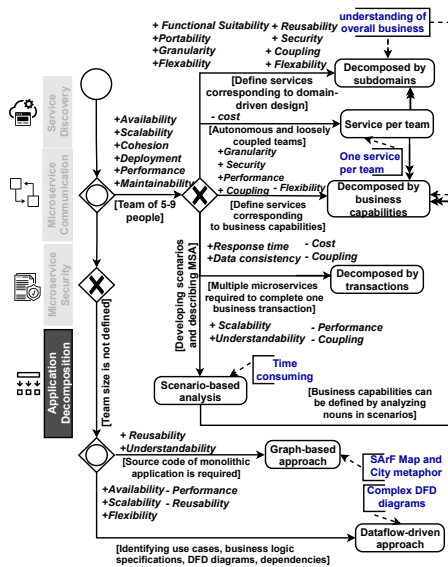 + Functional Suitability
+Portability
+Granularity
+Flexibility
+ Reusability
+ Security
+ Coupling
+ Flexibility
understanding of
overall business
Decomposed by
subdomains
[Define services
corresponding to domain-
driven design]
- cost
Service per team
[Autonomous and loosely
coupled teams]
One service
per team
Service
Discovery
+Availability
+Scalability
+Cohesion
+Deployment
+Performance
+Maintainability
+Granularity
+ Security
+Performance
+ Coupling
- Flexibility
Decomposed by
business
capabilities
Microservice
Communication
[Team of 5-9
people]
[Define services
corresponding
to business capabilities]
+Response time
+Data consistency
- Cost
- Coupling
Decomposed by
transactions
[Multiple microservices
required to complete one
business transaction]
Microservice
Security
[Developing scenarios
and describing MSA]
[Team size is not defined]
+ Scalability
+Understandability
- Performance
- Coupling
Time
consuming
Scenario-based
analysis
[Business capabilities
can be defined by analyzing
nouns in scenarios]
Application
Decomposition
+ Reusability
+Understandability
[Source code of monolithic
application is required]
Graph-based
approach
SArF Map and
City metaphor
+Availability
+Scalability
+Flexibility
- Performance
- Reusability
Complex DFD
diagrams
Dataflow-driven
approach
[Identifying use cases, business logic
specifications, DFD diagrams, dependencies]